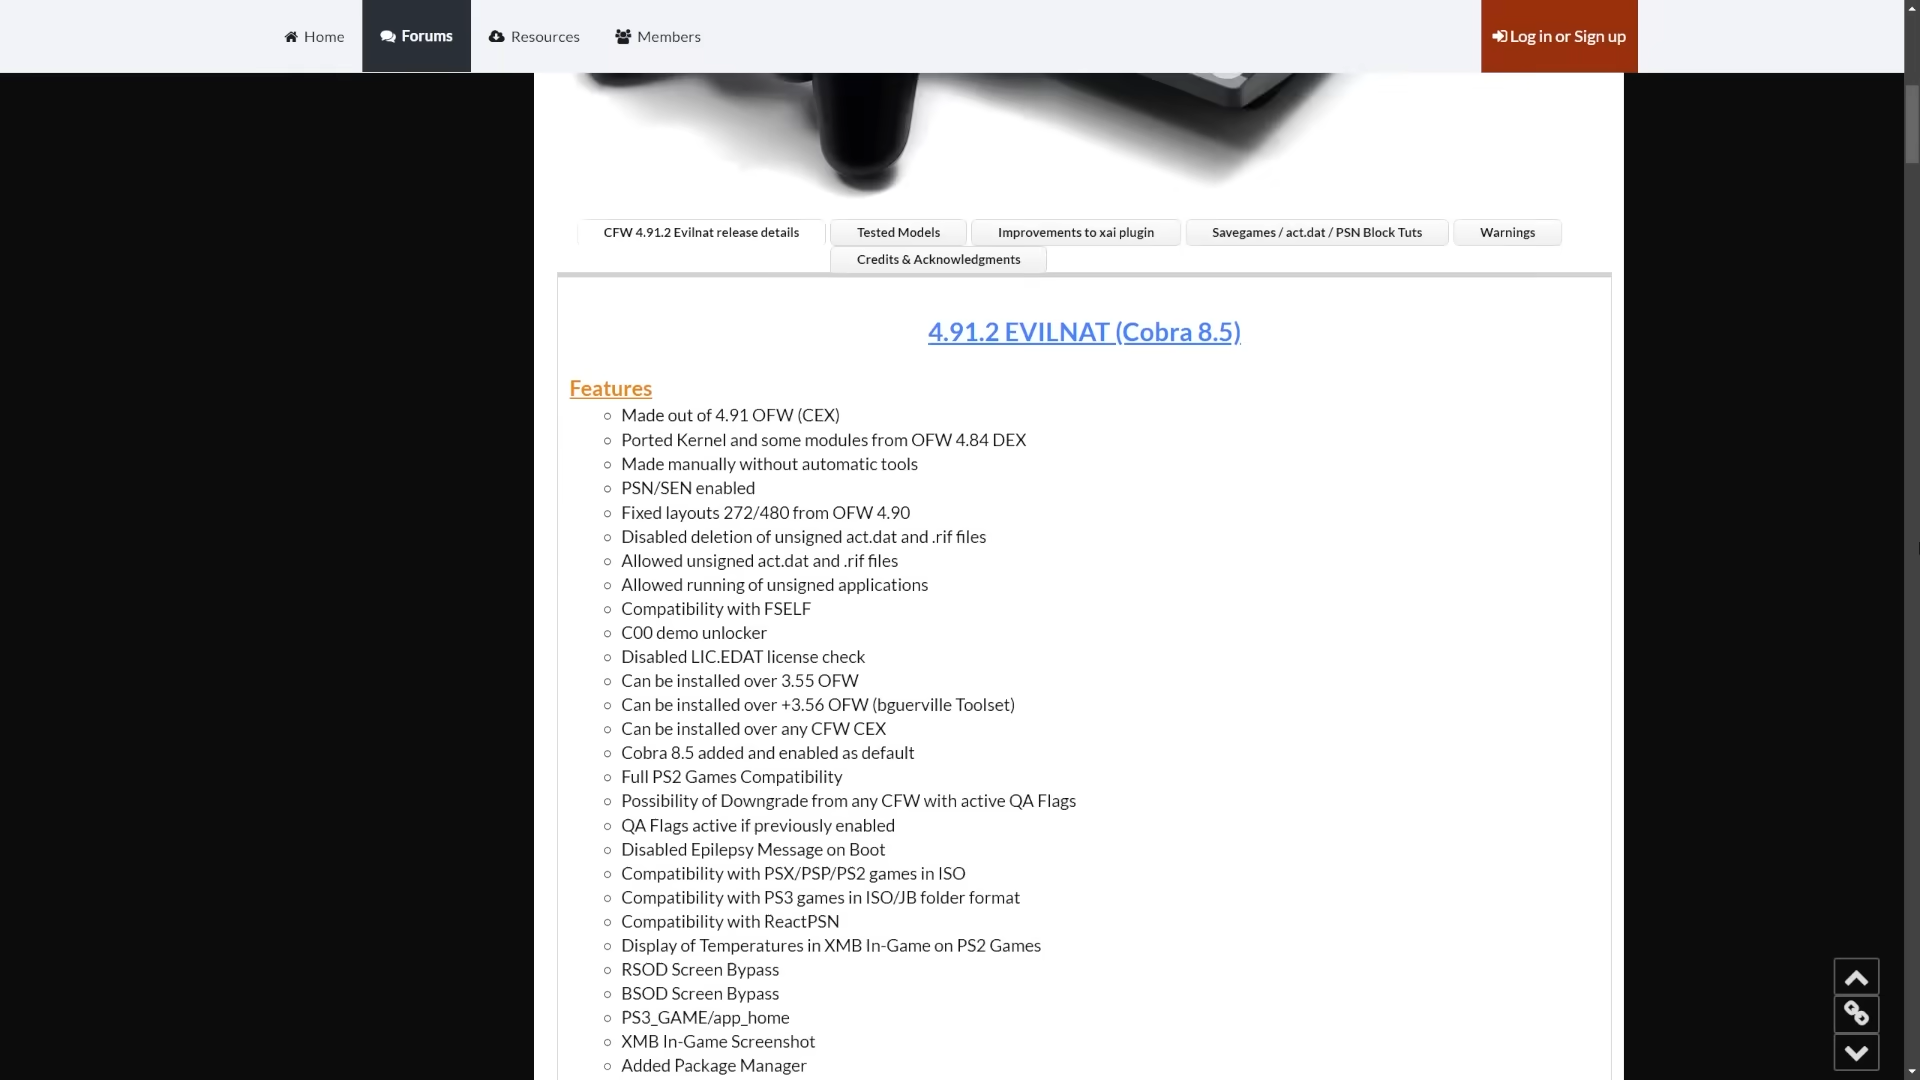 Home
Forums
Resources
Members
Log in or Sign up
CFW 4.91.2 Evilnat release details
Tested Models
Improvements to xai plugin
Savegames / act.dat / PSN Block Tuts
Warnings
Credits & Acknowledgments
4.91.2 EVILNAT (Cobra 8.5)
Features
Made out of 4.91 OFW (CEX)
Ported Kernel and some modules from OFW 4.84 DEX
Made manually without automatic tools
PSN/SEN enabled
Fixed layouts 272/480 from OFW 4.90
Disabled deletion of unsigned act.dat and .rif files
Allowed unsigned act.dat and .rif files
Allowed running of unsigned applications
Compatibility with FSELF
C00 demo unlocker
Disabled LIC.EDAT license check
Can be installed over 3.55 OFW
Can be installed over +3.56 OFW (bguerville Toolset)
Can be installed over any CFW CEX
Cobra 8.5 added and enabled as default
Full PS2 Games Compatibility
Possibility of Downgrade from any CFW with active QA Flags
QA Flags active if previously enabled
Disabled Epilepsy Message on Boot
Compatibility with PSX/PSP/PS2 games in ISO
Compatibility with PS3 games in ISO/JB folder format
Compatibility with ReactPSN
Display of Temperatures in XMB In-Game on PS2 Games
RSOD Screen Bypass
BSOD Screen Bypass
PS3_GAME/app_home
XMB In-Game Screenshot
Added Package Manager